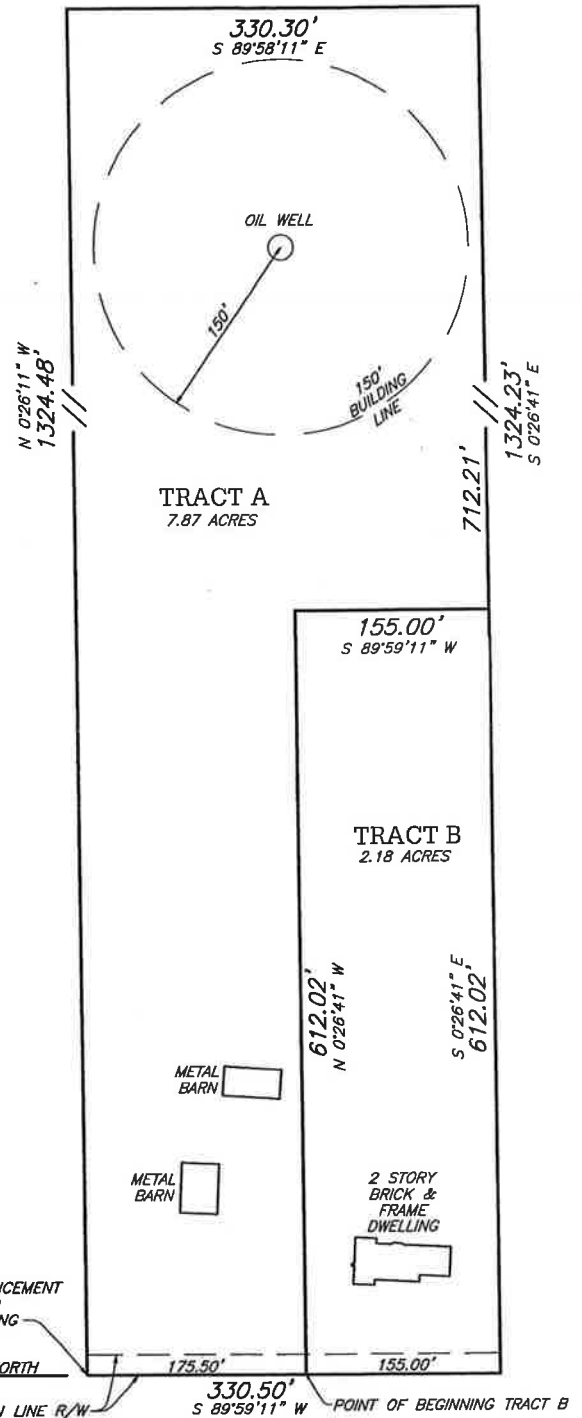 330.30'
S 89°58'11" E
OIL WELL
150'
150'
BUILDING
LINE
N 0°26'11" W
1324.48'
1324.23'
S 0°26'41" E
712.21'
TRACT A
7.87 ACRES
155.00'
S 89°59'11" W
TRACT B
2.18 ACRES
612.02'
N 0°26'41" W
S 0°26'41" E
612.02'
METAL
BARN
METAL
BARN
2 STORY
BRICK &
FRAME
DWELLING
175.50'
155.00'
330.50'
S 89°59'11" W
LINE R/W
POINT OF BEGINNING TRACT B